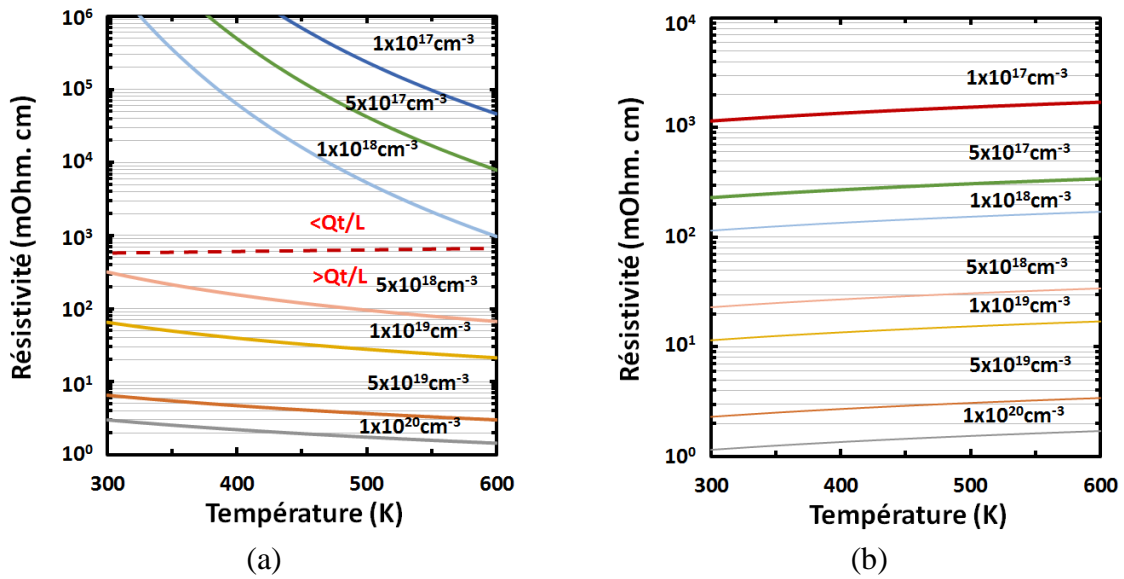 Résistivité (mOhm. cm)
10⁶
10⁵
10⁴
10³
10²
10¹
10⁰
1x10¹⁷cm⁻³
5x10¹⁷cm⁻³
1x10¹⁸cm⁻³
<Qt/L
>Qt/L
5x10¹⁸cm⁻³
1x10¹⁹cm⁻³
5x10¹⁹cm⁻³
1x10²⁰cm⁻³
300 400 500 600
Température (K)
(a)
Résistivité (mOhm. cm)
10⁴
10³
10²
10¹
10⁰
1x10¹⁷cm⁻³
5x10¹⁷cm⁻³
1x10¹⁸cm⁻³
5x10¹⁸cm⁻³
1x10¹⁹cm⁻³
5x10¹⁹cm⁻³
1x10²⁰cm⁻³
300 400 500 600
Température (K)
(b)